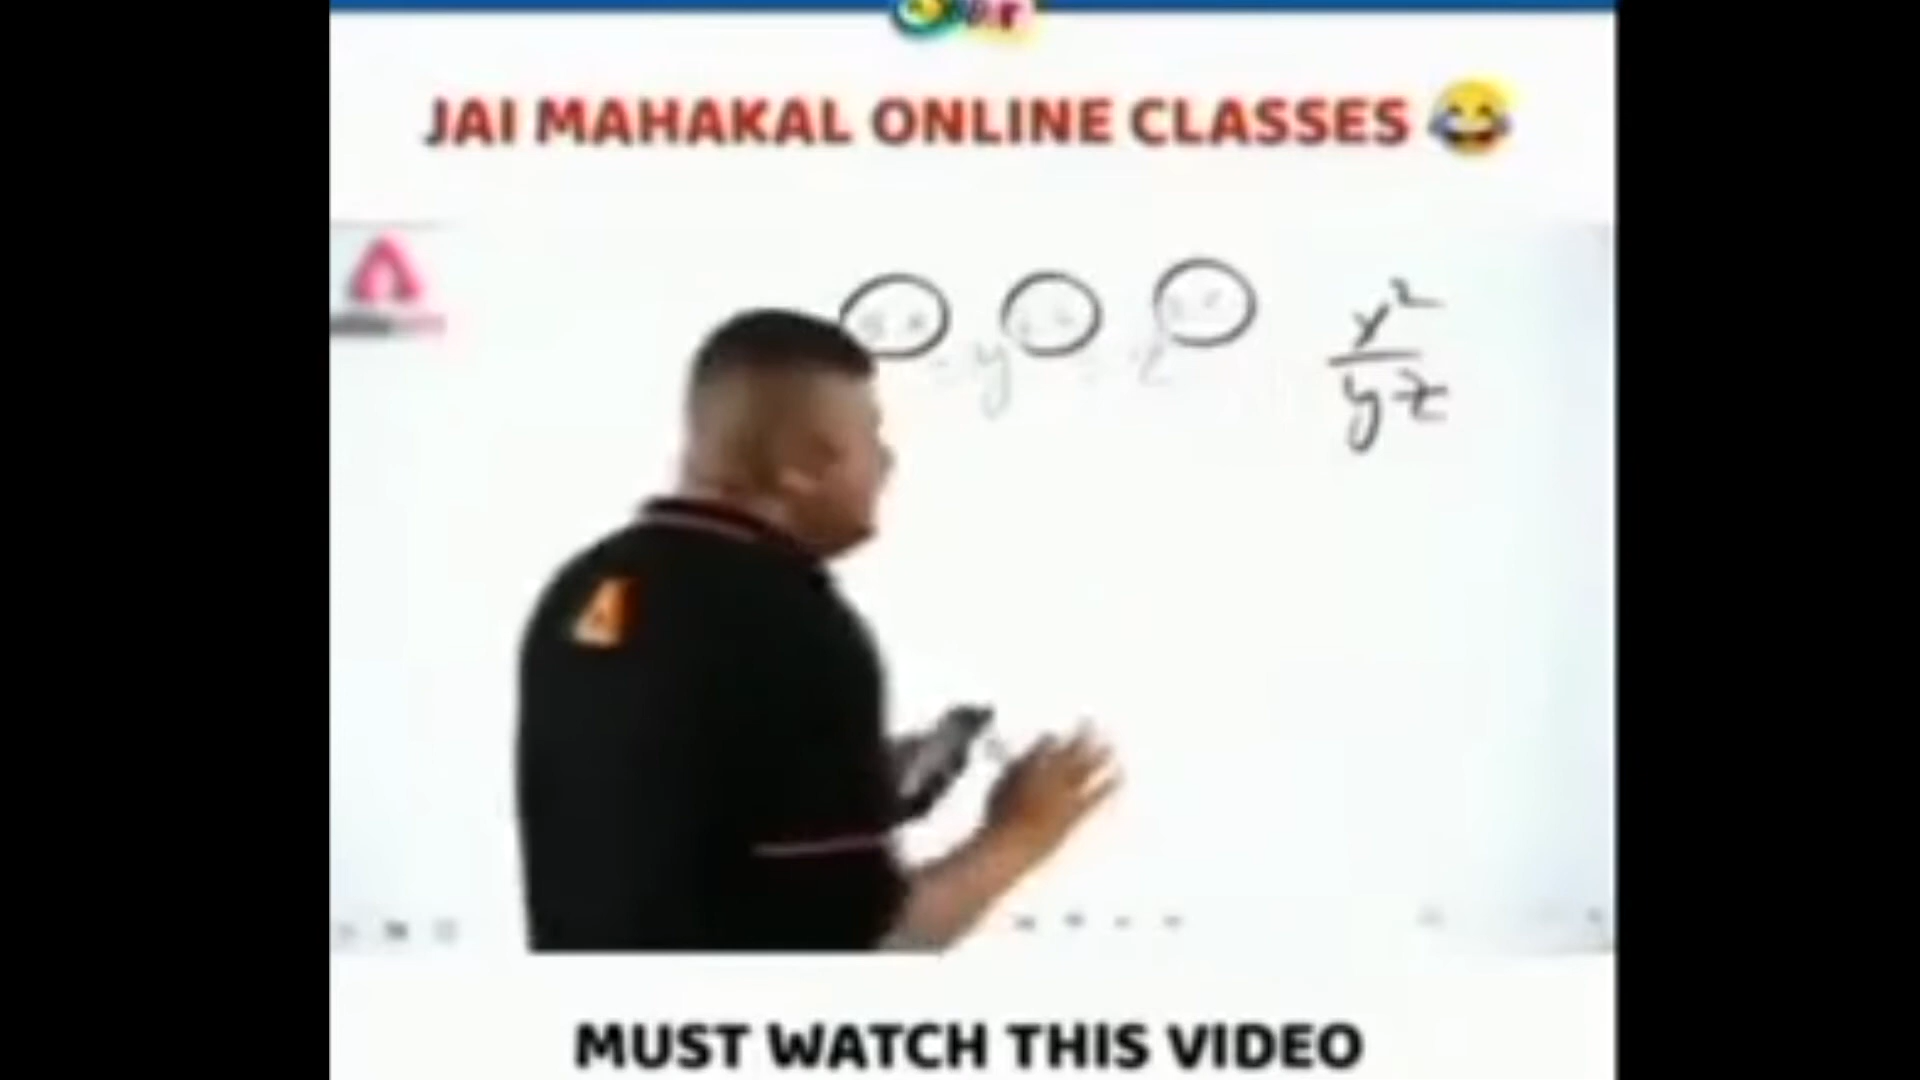 JAI MAHAKAL ONLINE CLASSES 😂
= y = z
x²
yz
MUST WATCH THIS VIDEO